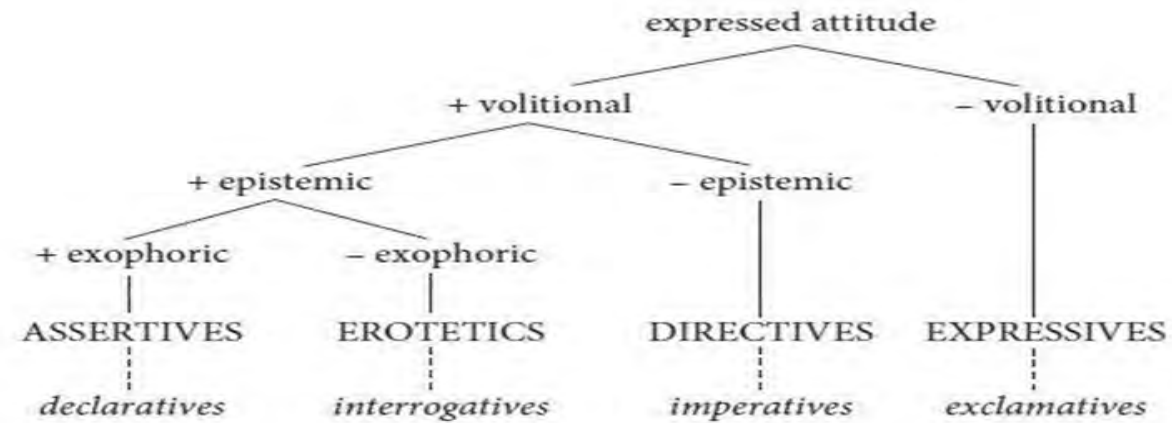 expressed attitude
+ volitional – volitional
+ epistemic – epistemic
+ exophoric – exophoric
ASSERTIVES EROTETICS DIRECTIVES EXPRESSIVES
declaratives interrogatives imperatives exclamatives